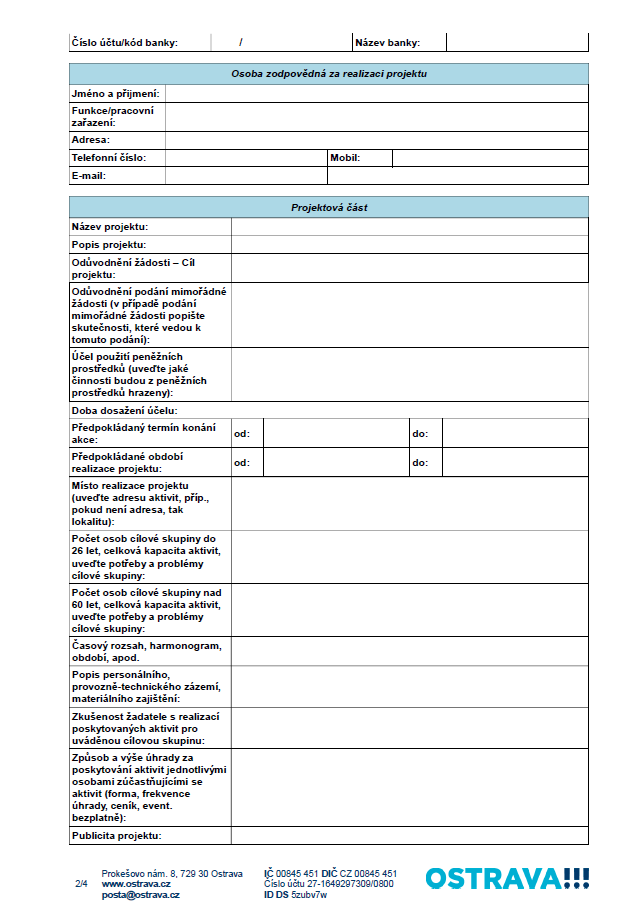 Číslo účtu/kód banky: / Název banky:
Osoba zodpovědná za realizaci projektu
Jméno a přijmení:
Funkce/pracovní
zařazení:
Adresa:
Telefonní číslo: Mobil:
E-mail:
Projektová část
Název projektu:
Popis projektu:
Odůvodnění žádosti – Cíl
projektu:
Odůvodnění podání mimořádné
žádosti (v případě podání
mimořádné žádosti popište
skutečnosti, které vedou k
tomuto podání):
Účel použití peněžních
prostředků (uveďte jaké
činnosti budou z peněžních
prostředků hrazeny):
Doba dosažení účelu:
Předpokládaný termín konání
akce:
od: do:
Předpokládané období
realizace projektu:
od: do:
Místo realizace projektu
(uveďte adresu aktivit, příp.,
pokud není adresa, tak
lokalitu):
Počet osob cílové skupiny do
26 let, celková kapacita aktivit,
uveďte potřeby a problémy
cílové skupiny:
Počet osob cílové skupiny nad
60 let, celková kapacita aktivit,
uveďte potřeby a problémy
cílové skupiny:
Časový rozsah, harmonogram,
období, apod.
Popis personálního,
provozně-technického zázemí,
materiálního zajištění:
Zkušenost žadatele s realizací
poskytovaných aktivit pro
uváděnou cílovou skupinu:
Způsob a výše úhrady za
poskytování aktivit jednotlivými
osobami zúčastňujícími se
aktivit (forma, frekvence
úhrady, ceník, event.
bezplatně):
Publicita projektu:
2/4
Prokešovo nám. 8, 729 30 Ostrava
www.ostrava.cz
posta@ostrava.cz
IČ 00845 451 DIČ CZ 00845 451
Číslo účtu 27-1649297309/0800
ID DS 5zubv7w
OSTRAVA!!!